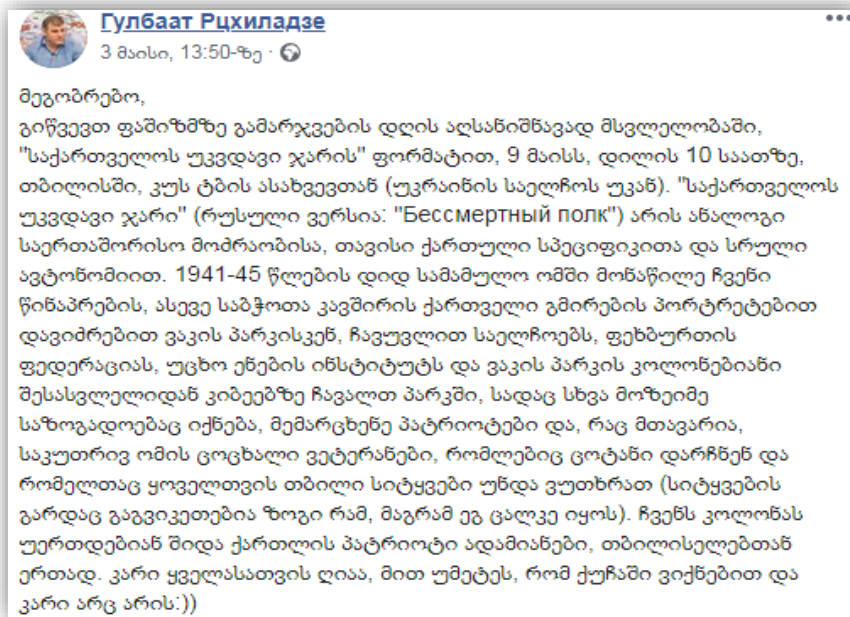 Гулбаат Рцхиладзе
3 მაისი, 13:50-ზე ·
მეგობრებო,
გიწვევთ ფაშიზმზე გამარჯვების დღის აღსანიშნავად მსვლელობაში,
"საქართველოს უკვდავი ჯარის" ფორმატით, 9 მაისს, დილის 10 საათზე,
თბილისში, კუს ტბის ასახვევთან (უკრაინის საელჩოს უკან). "საქართველოს
უკვდავი ჯარი" (რუსული ვერსია: "Бессмертный полк") არის ანალოგი
საერთაშორისო მოძრაობისა, თავისი ქართული სპეციფიკითა და სრული
ავტონომიით. 1941-45 წლების დიდ სამამულო ომში მონაწილე ჩვენი
წინაპრების, ასევე საბჭოთა კავშირის ქართველი გმირების პორტრეტებით
დავიძრებით ვაკის პარკისკენ, ჩავუვლით საელჩოებს, ფეხბურთის
ფედერაციას, უცხო ენების ინსტიტუტს და ვაკის პარკის კოლონებიანი
შესასვლელიდან კიბეებზე ჩავალთ პარკში, სადაც სხვა მოზეიმე
საზოგადოებაც იქნება, მემარცხენე პატრიოტები და, რაც მთავარია,
საკუთრივ ომის ცოცხალი ვეტერანები, რომლებიც ცოტანი დარჩნენ და
რომელთაც ყოველთვის თბილი სიტყვები უნდა ვუთხრათ (სიტყვების
გარდაც გაგვიკეთებია ზოგი რამ, მაგრამ ეგ ცალკე იყოს). ჩვენს კოლონას
უერთდებიან შიდა ქართლის პატრიოტი ადამიანები, თბილისელებთან
ერთად. კარი ყველასათვის ღიაა, მით უმეტეს, რომ ქუჩაში ვიქნებით და
კარი არც არის:))